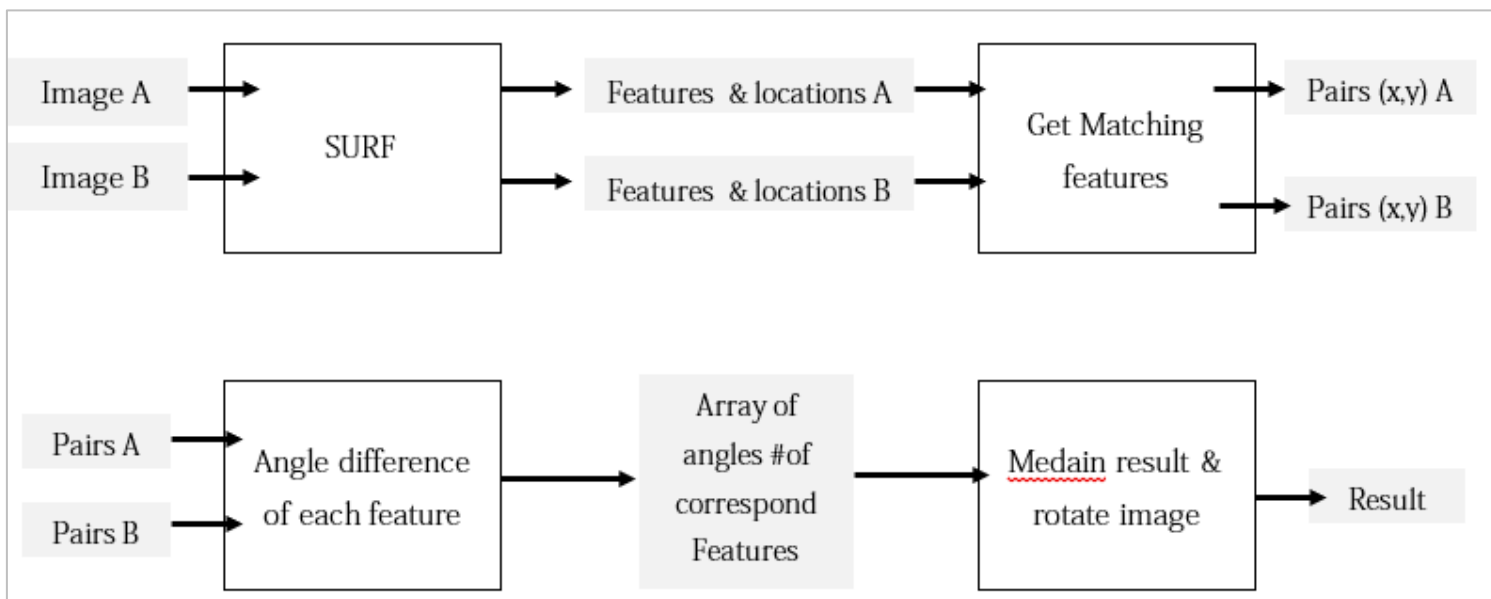 Image A
Image B
SURF
Features & locations A
Features & locations B
Get Matching
features
Pairs (x,y) A
Pairs (x,y) B
Pairs A
Pairs B
Angle difference
of each feature
Array of
angles #of
correspond
Features
Medain result &
rotate image
Result